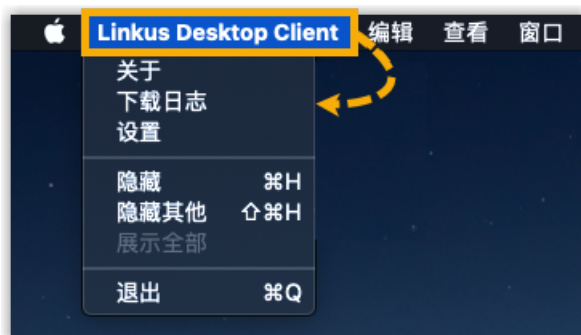 Linkus Desktop Client 编辑 查看 窗口
关于
下载日志
设置
隐藏 ⌘H
隐藏其他 ⇧⌘H
展示全部
退出 ⌘Q